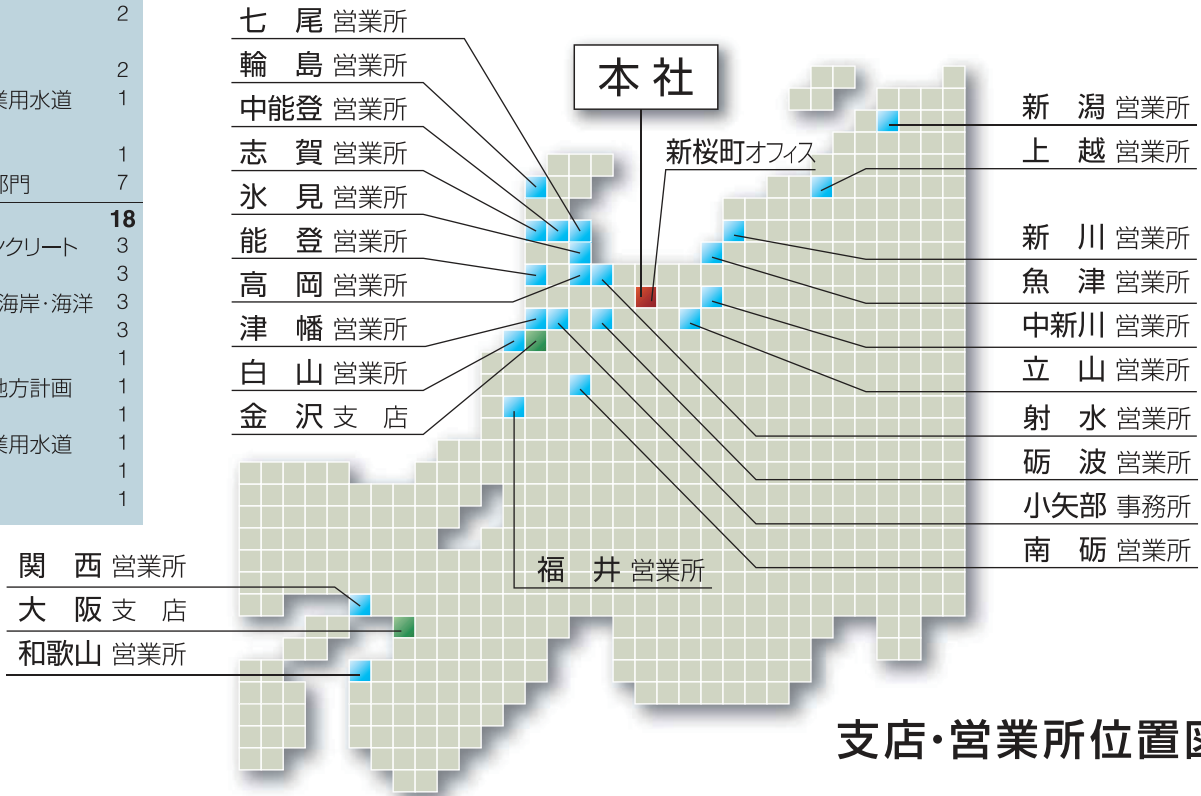 2
2
業用水道 1
1
部門 7
18
ンクリート 3
3
海岸・海洋 3
3
1
地方計画 1
1
業用水道 1
1
1
七尾 営業所
輪島 営業所
中能登 営業所
志賀 営業所
氷見 営業所
能登 営業所
高岡 営業所
津幡 営業所
白山 営業所
金沢 支店
本社
新桜町オフィス
新潟 営業所
上越 営業所
新川 営業所
魚津 営業所
中新川 営業所
立山 営業所
射水 営業所
砺波 営業所
小矢部 事務所
南砺 営業所
福井 営業所
関西 営業所
大阪 支店
和歌山 営業所
支店・営業所位置図